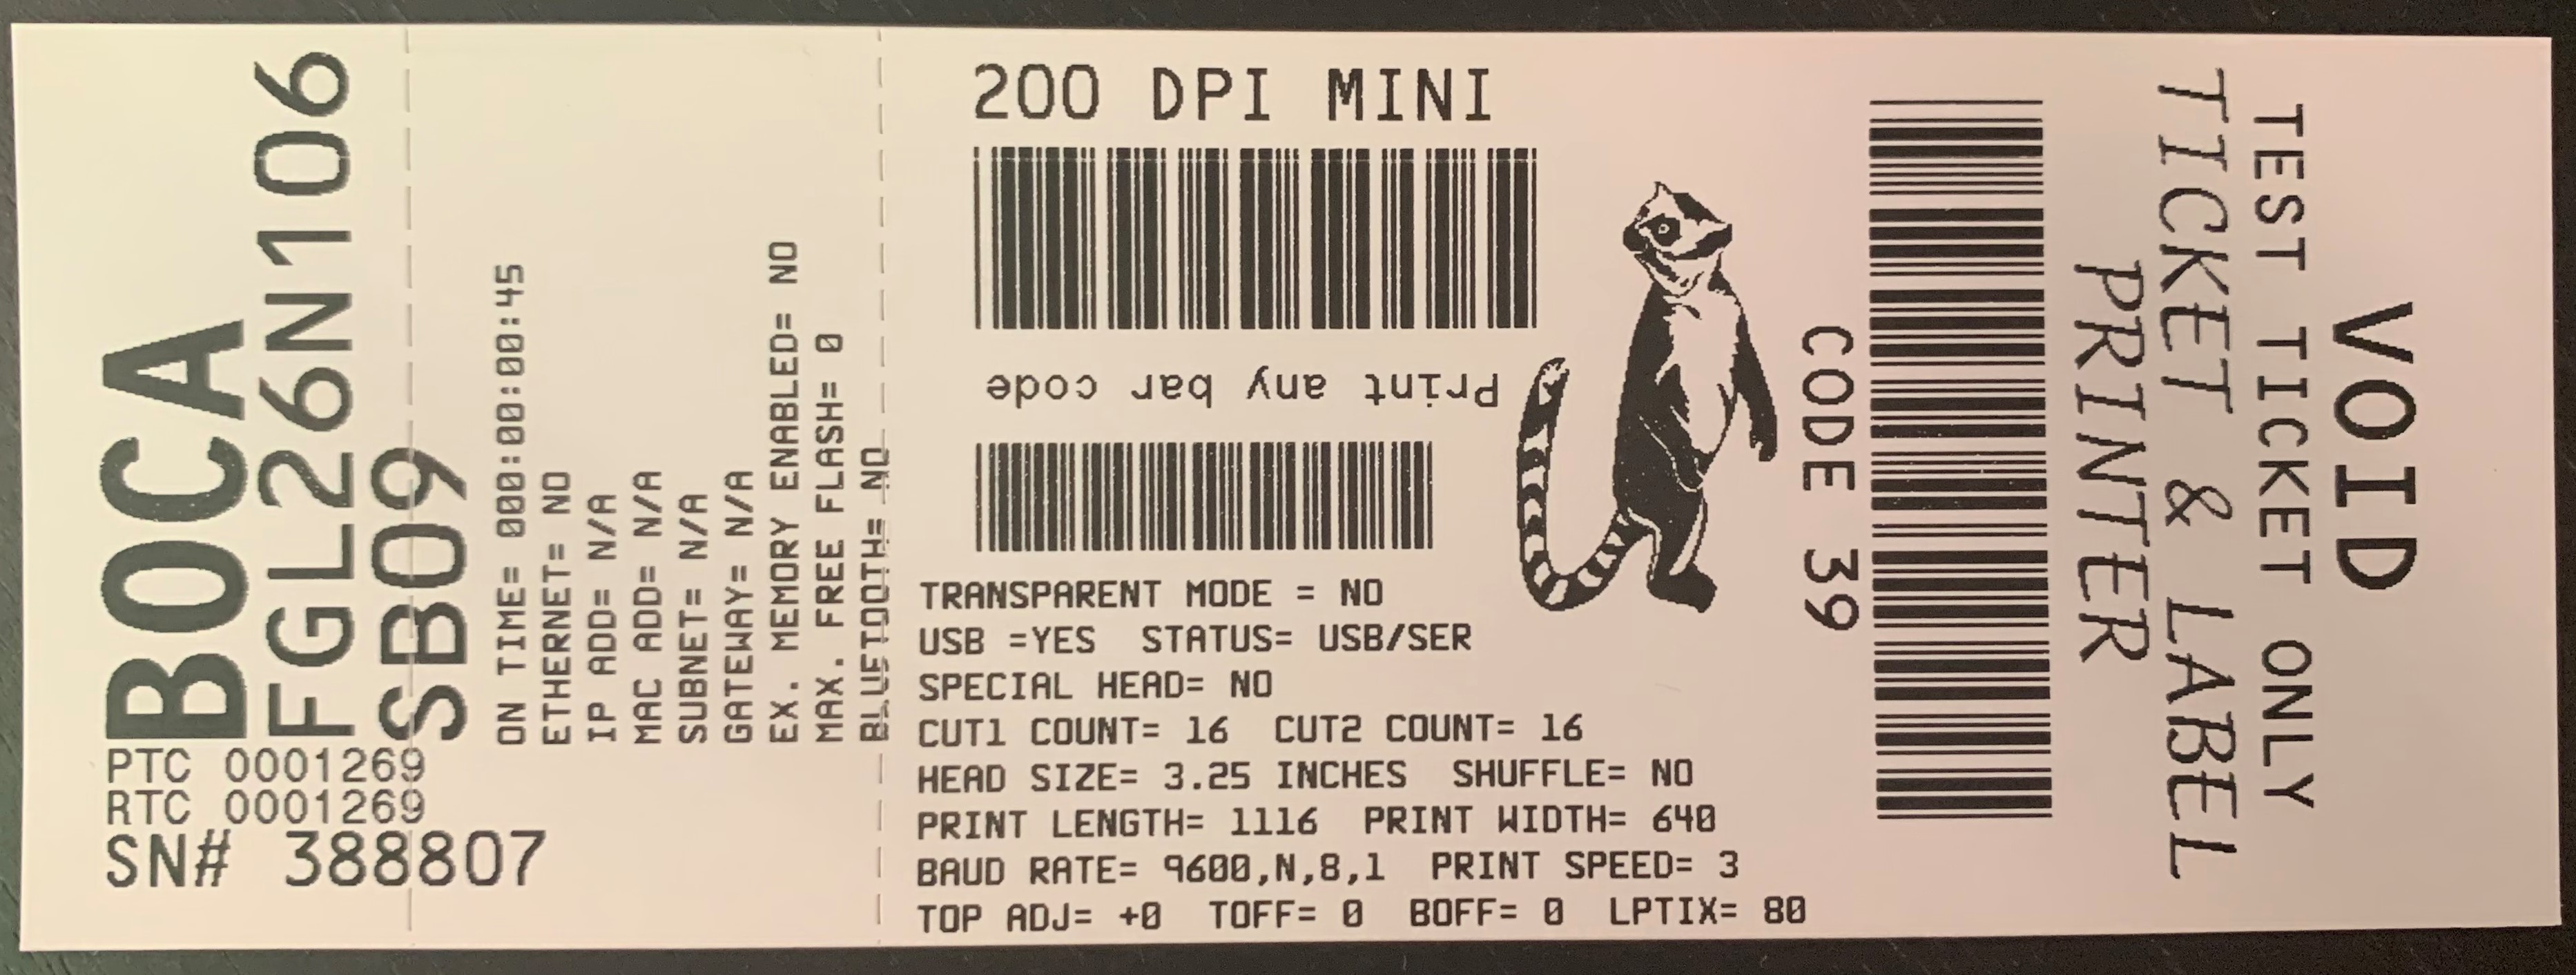 BOCA
FGL26N106
SB09
PTC 0001269
RTC 0001269
SN# 388807
ON TIME= 000:00:00:45
ETHERNET= NO
IP ADD= N/A
MAC ADD= N/A
SUBNET= N/A
GATEWAY= N/A
EX. MEMORY ENABLED= NO
MAX. FREE FLASH= 0
BLUETOOTH= NO
200 DPI MINI
Print any bar code
TRANSPARENT MODE = NO
USB =YES  STATUS= USB/SER
SPECIAL HEAD= NO
CUT1 COUNT= 16  CUT2 COUNT= 16
HEAD SIZE= 3.25 INCHES  SHUFFLE= NO
PRINT LENGTH= 1116  PRINT WIDTH= 640
BAUD RATE= 9600,N,8,1  PRINT SPEED= 3
TOP ADJ= +0  TOFF= 0  BOFF= 0  LPTIX= 80
CODE 39
VOID
TEST TICKET ONLY
TICKET & LABEL
PRINTER